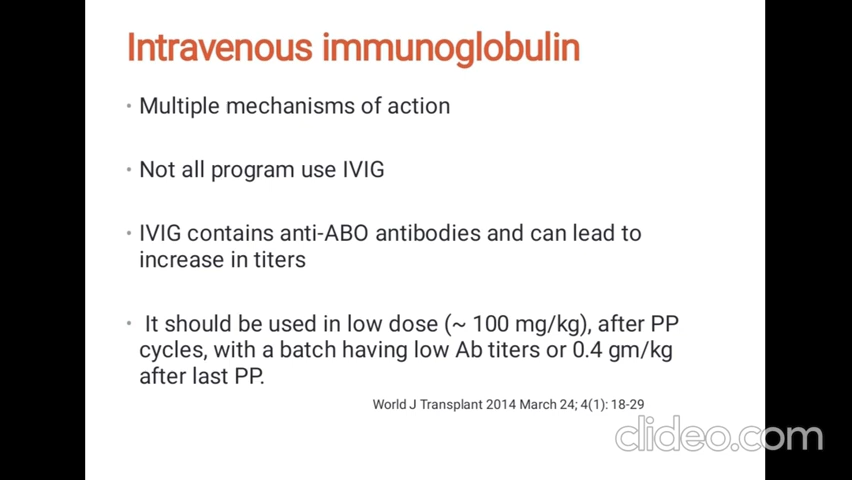 Intravenous immunoglobulin
• Multiple mechanisms of action
• Not all program use IVIG
• IVIG contains anti-ABO antibodies and can lead to
increase in titers
• It should be used in low dose (~ 100 mg/kg), after PP
cycles, with a batch having low Ab titers or 0.4 gm/kg
after last PP.
World J Transplant 2014 March 24; 4(1): 18-29
clideo.com